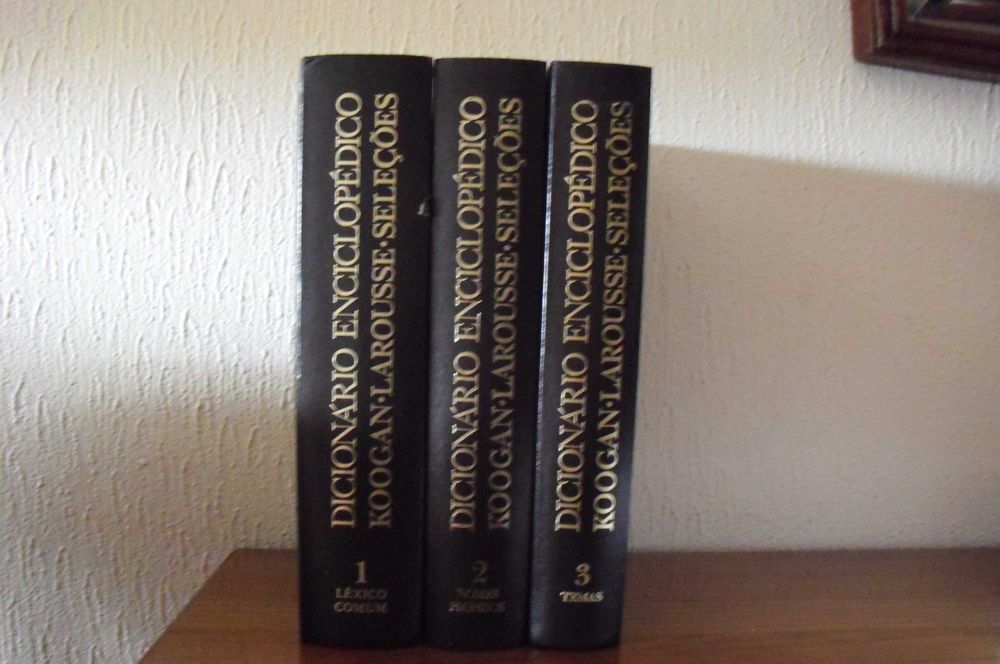 DICIONÁRIO ENCICLOPÉDICO
KOOGAN·LAROUSSE·SELEÇÕES
1
LÉXICO
COMUM
DICIONÁRIO ENCICLOPÉDICO
KOOGAN·LAROUSSE·SELEÇÕES
2
NOMES
PRÓPRIOS
DICIONÁRIO ENCICLOPÉDICO
KOOGAN·LAROUSSE·SELEÇÕES
3
TEMAS